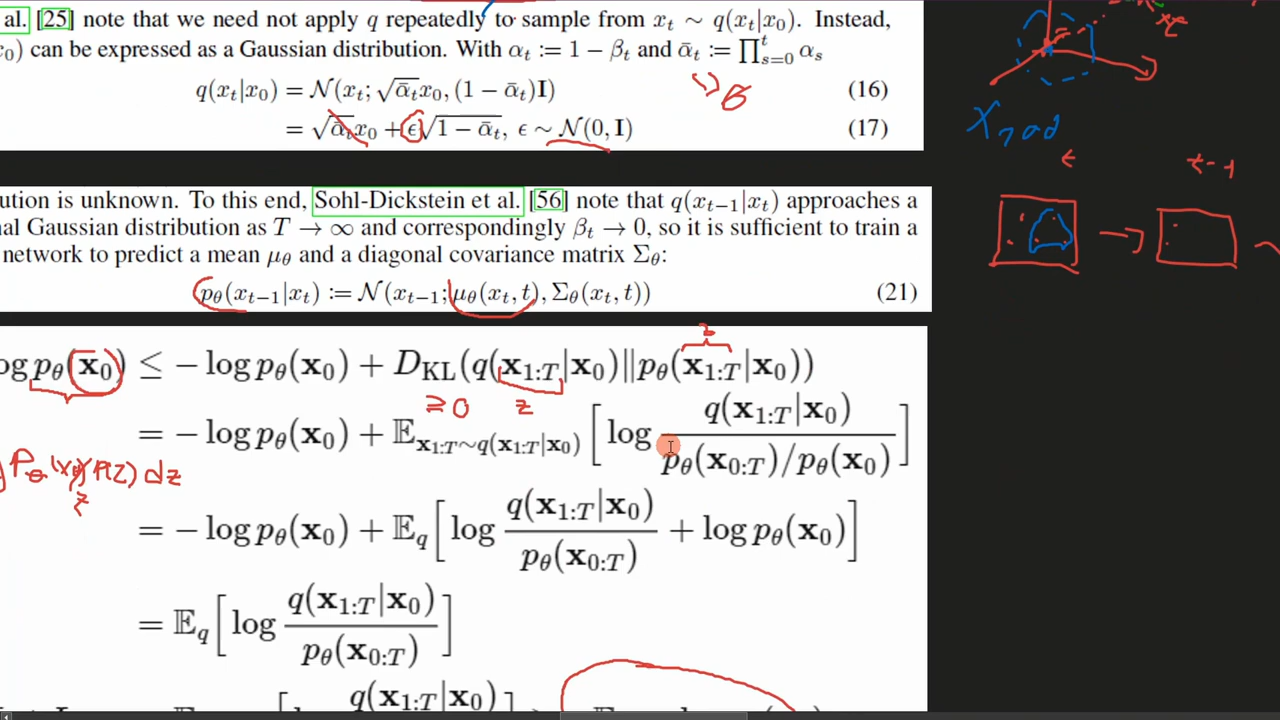 al. [25] note that we need not apply q repeatedly to sample from x_t ∼ q(x_t|x_0). Instead,
x_0) can be expressed as a Gaussian distribution. With α_t := 1 − β_t and ᾱ_t := ∏_{s=0}^{t} α_s
q(x_t|x_0) = N(x_t; √ᾱ_t x_0, (1 − ᾱ_t)I) (16)
= √ᾱ_t x_0 + ε√(1 − ᾱ_t), ε ∼ N(0, I) (17)
t t-1
ution is unknown. To this end, Sohl-Dickstein et al. [56] note that q(x_{t−1}|x_t) approaches a
nal Gaussian distribution as T → ∞ and correspondingly β_t → 0, so it is sufficient to train a
network to predict a mean μ_θ and a diagonal covariance matrix Σ_θ:
p_θ(x_{t−1}|x_t) := N(x_{t−1}; μ_θ(x_t, t), Σ_θ(x_t, t)) (21)
z
og p_θ(x_0) ≤ − log p_θ(x_0) + D_KL(q(x_{1:T}|x_0)‖p_θ(x_{1:T}|x_0))
≥0 z
= − log p_θ(x_0) + E_{x_{1:T}∼q(x_{1:T}|x_0)} [ log q(x_{1:T}|x_0) / (p_θ(x_{0:T})/p_θ(x_0)) ]
= − log p_θ(x_0) + E_q [ log q(x_{1:T}|x_0) / p_θ(x_{0:T}) + log p_θ(x_0) ]
= E_q [ log q(x_{1:T}|x_0) / p_θ(x_{0:T}) ]
q(x_{1:T}|x_0)